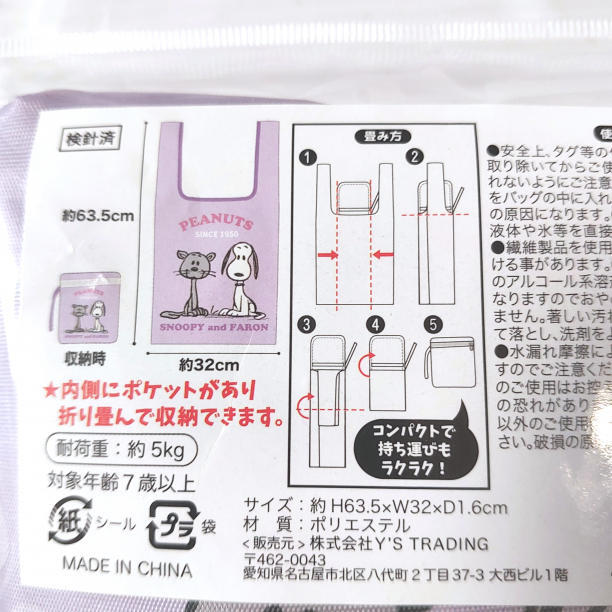 検針済
約63.5cm
PEANUTS
SINCE 1950
SNOOPY and FARON
収納時
約32cm
★内側にポケットがあり
折り畳んで収納できます。
耐荷重:約5kg
対象年齢7歳以上
紙 シール プラ 袋
MADE IN CHINA
畳み方
1
2
3
4
5
コンパクトで
持ち運びも
ラクラク!
サイズ:約H63.5×W32×D1.6cm
材 質:ポリエステル
<販売元>株式会社Y'S TRADING
〒462-0043
愛知県名古屋市北区八代町2丁目37-3 大西ビル1階
●安全上、タグ等の
取り除いてからご使
れないようにご注意
をバッグの中に入れ
の原因になります。
液体や氷等を直接
●繊維製品を使用
ける事があります。
のアルコール系溶
なりますのでおや
ません。著しい汚れ
て落とし、洗剤をよ
●水漏れ摩擦に
すのでご注意くだ
のご使用はお控
の恐れがあり
以外のご使用
さい。破損の原